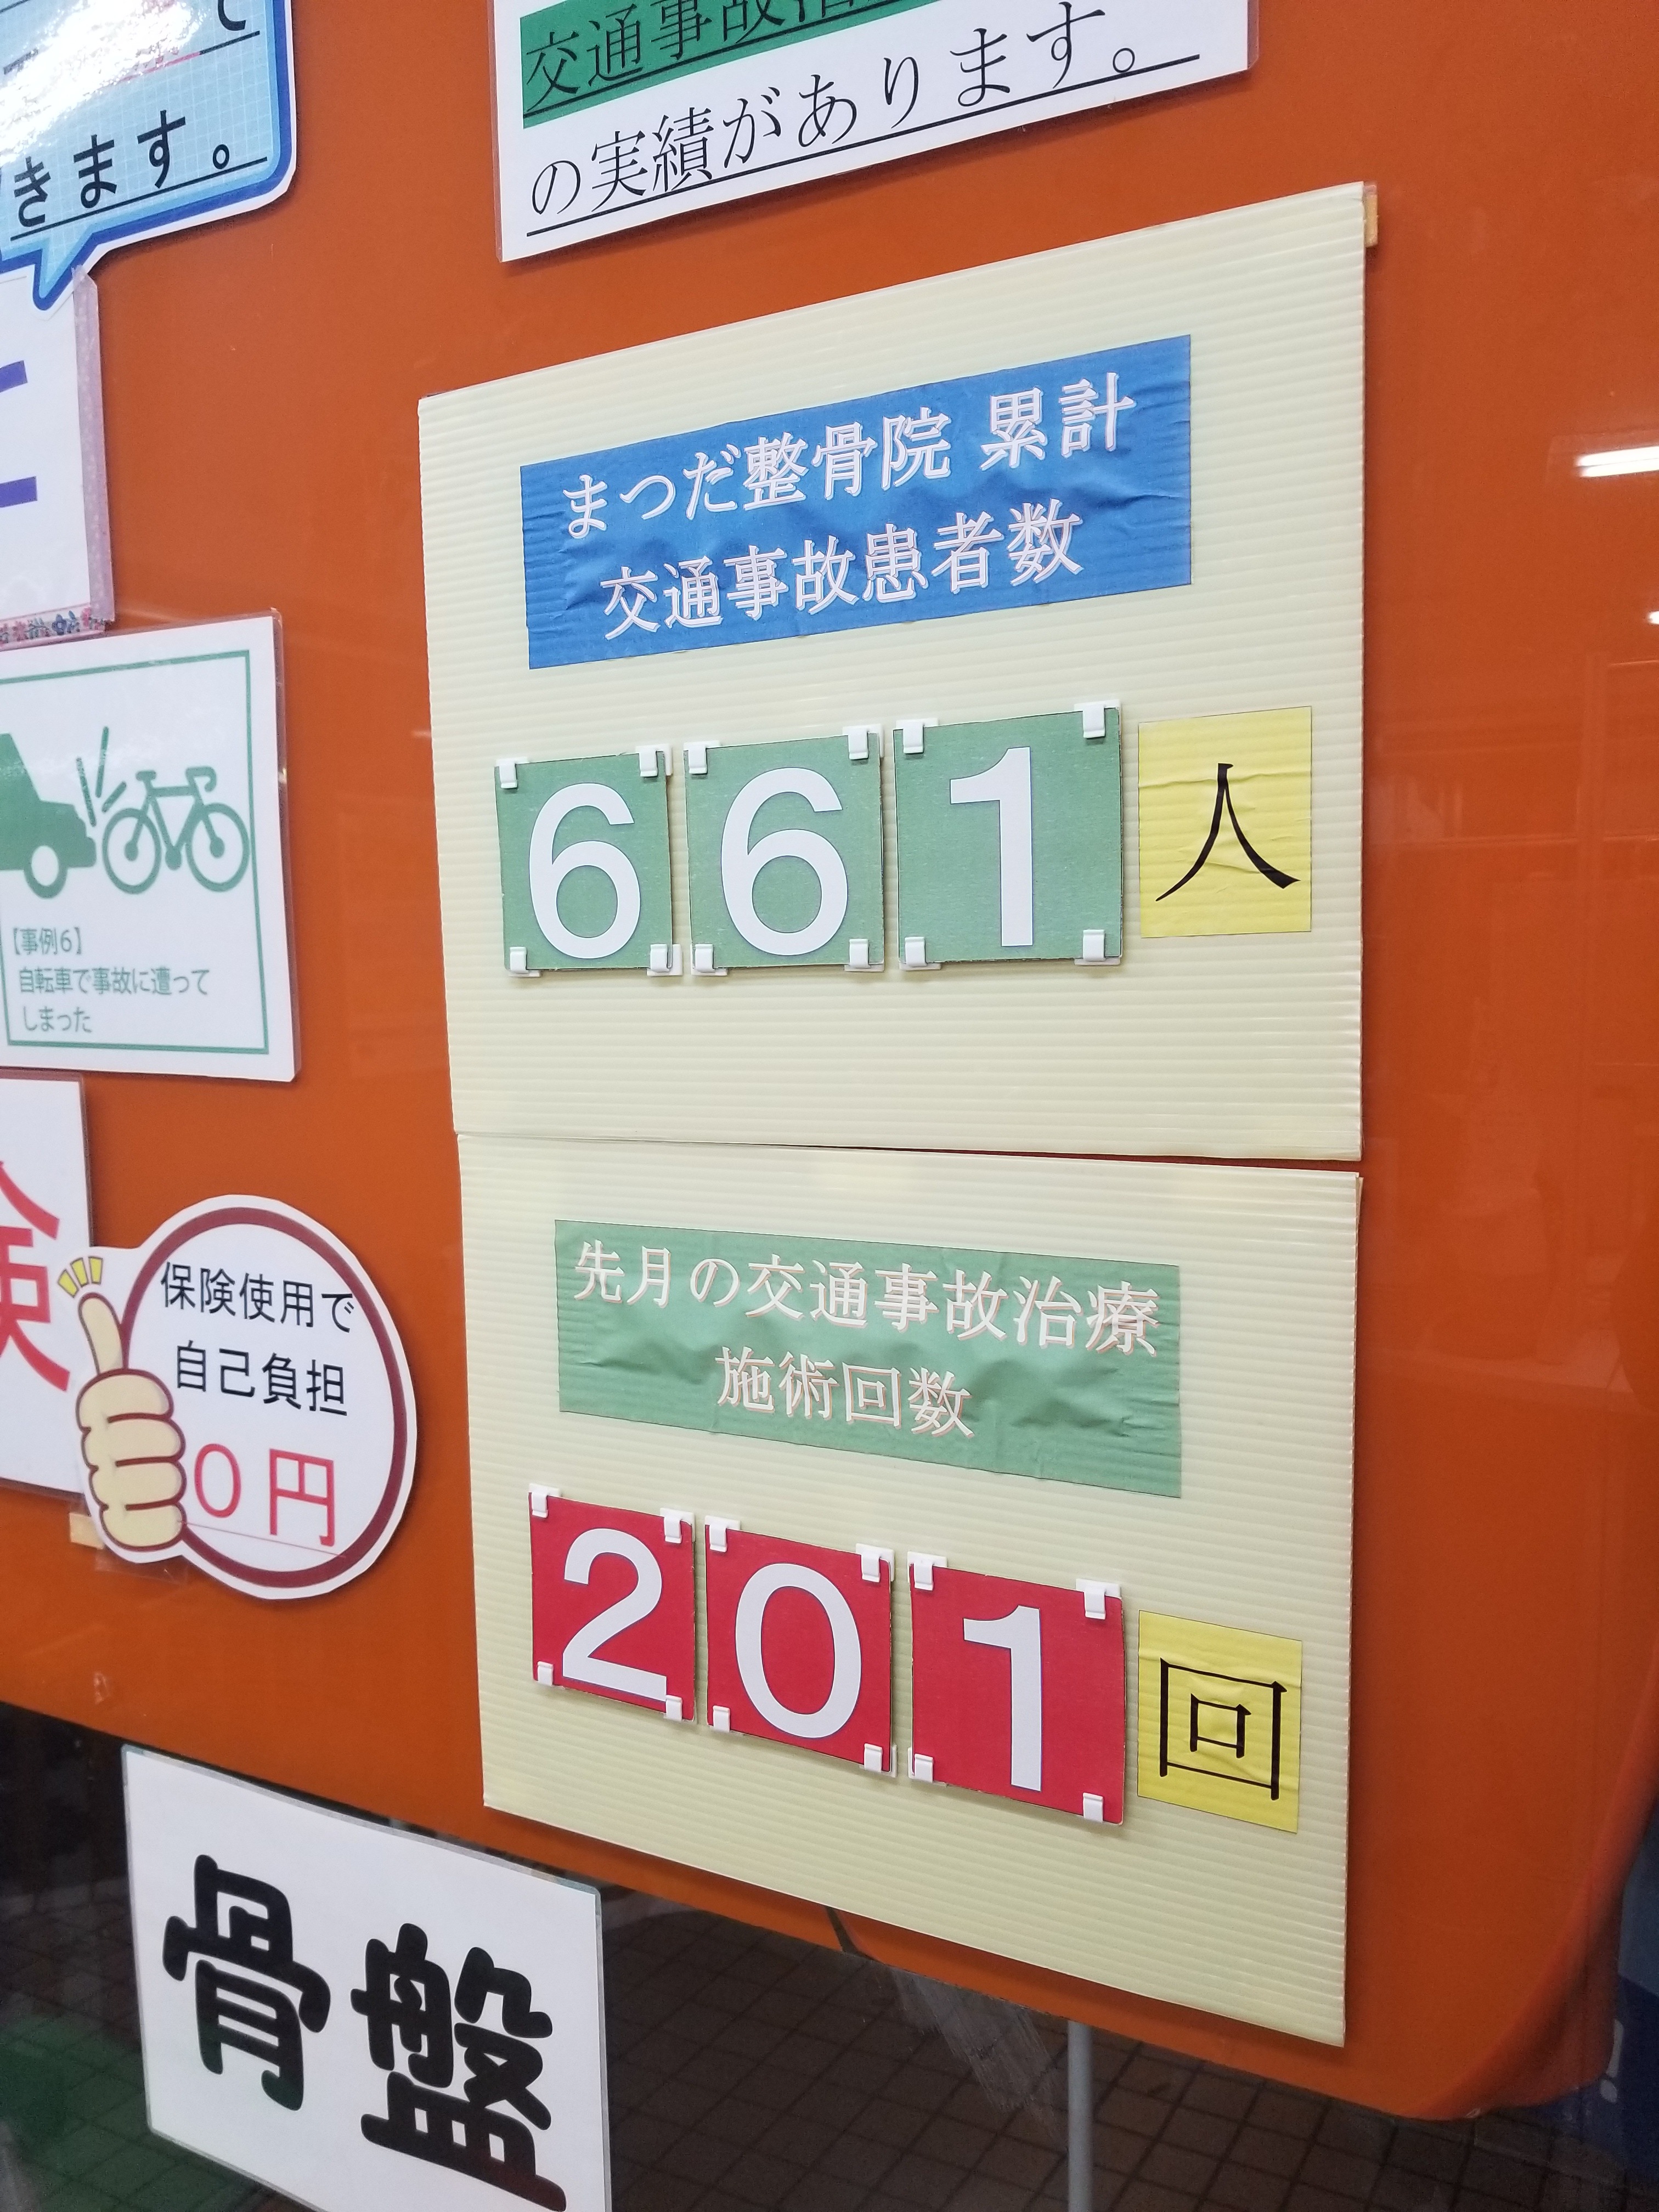 きます。
交通事故治
の実績があります。
まつだ整骨院 累計
交通事故患者数
661人
【事例6】
自転車で事故に遭って
しまった
険
保険使用で
自己負担
0円
先月の交通事故治療
施術回数
201回
骨盤